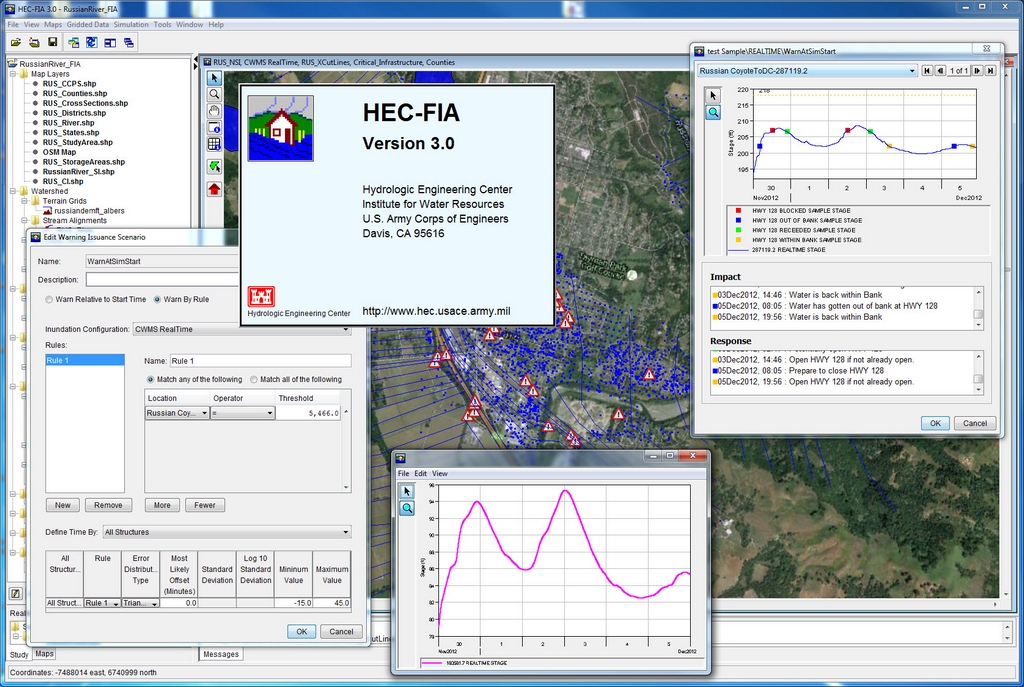 HEC-FIA 3.0 - RussianRiver_FIA
File View Maps Gridded Data Simulation Tools Window Help
RussianRiver_FIA
Map Layers
RUS_CCPS.shp
RUS_Counties.shp
RUS_CrossSections.shp
RUS_Districts.shp
RUS_River.shp
RUS_States.shp
RUS_StudyArea.shp
OSM Map
RUS_StorageAreas.shp
RussianRiver_SI.shp
RUS_CI.shp
Watershed
Terrain Grids
russiandemft_albers
Stream Alignments
RUS_NSI, CWMS RealTime, RUS_XCutLines, Critical_Infrastructure, Counties
HEC-FIA
Version 3.0
Hydrologic Engineering Center
Institute for Water Resources
U.S. Army Corps of Engineers
Davis, CA 95616
Hydrologic Engineering Center
http://www.hec.usace.army.mil
Edit Warning Issuance Scenario
Name: WarnAtSimStart
Description:
Warn Relative to Start Time Warn By Rule
Inundation Configuration: CWMS RealTime
Rules:
Rule 1
Name: Rule 1
Match any of the following Match all of the following
Location Operator Threshold
Russian Coy... = 5,466.0
New Remove More Fewer
Define Time By: All Structures
All Structur... Rule Error Distribut... Type Most Likely Offset (Minutes) Standard Deviation Log 10 Standard Deviation Mininum Value Maximum Value
All Struct... Rule 1 Trian... 0.0 -15.0 45.0
OK Cancel
Study Maps
Messages
Coordinates: -7488014 east, 6740999 north
test Sample\REALTIME\WarnAtSimStart
Russian CoyoteToDC-287119.2 1 of 1
Stage (ft)
220
215
210
205
200
195
30 1 2 3 4 5
Nov2012 Dec2012
HWY 128 BLOCKED SAMPLE STAGE
HWY 128 OUT OF BANK SAMPLE STAGE
HWY 128 RECEEDED SAMPLE STAGE
HWY 128 WITHIN BANK SAMPLE STAGE
287119.2 REALTIME STAGE
Impact
03Dec2012, 14:46 : Water is back within Bank
05Dec2012, 08:05 : Water has gotten out of bank at HWY 128
05Dec2012, 19:56 : Water is back within Bank
Response
03Dec2012, 14:46 : Open HWY 128 if not already open.
05Dec2012, 08:05 : Prepare to close HWY 128
05Dec2012, 19:56 : Open HWY 128 if not already open.
OK Cancel
File Edit View
Stage (ft)
96
94
92
90
88
86
84
82
80
78
30 1 2 3 4 5
Nov2012 Dec2012